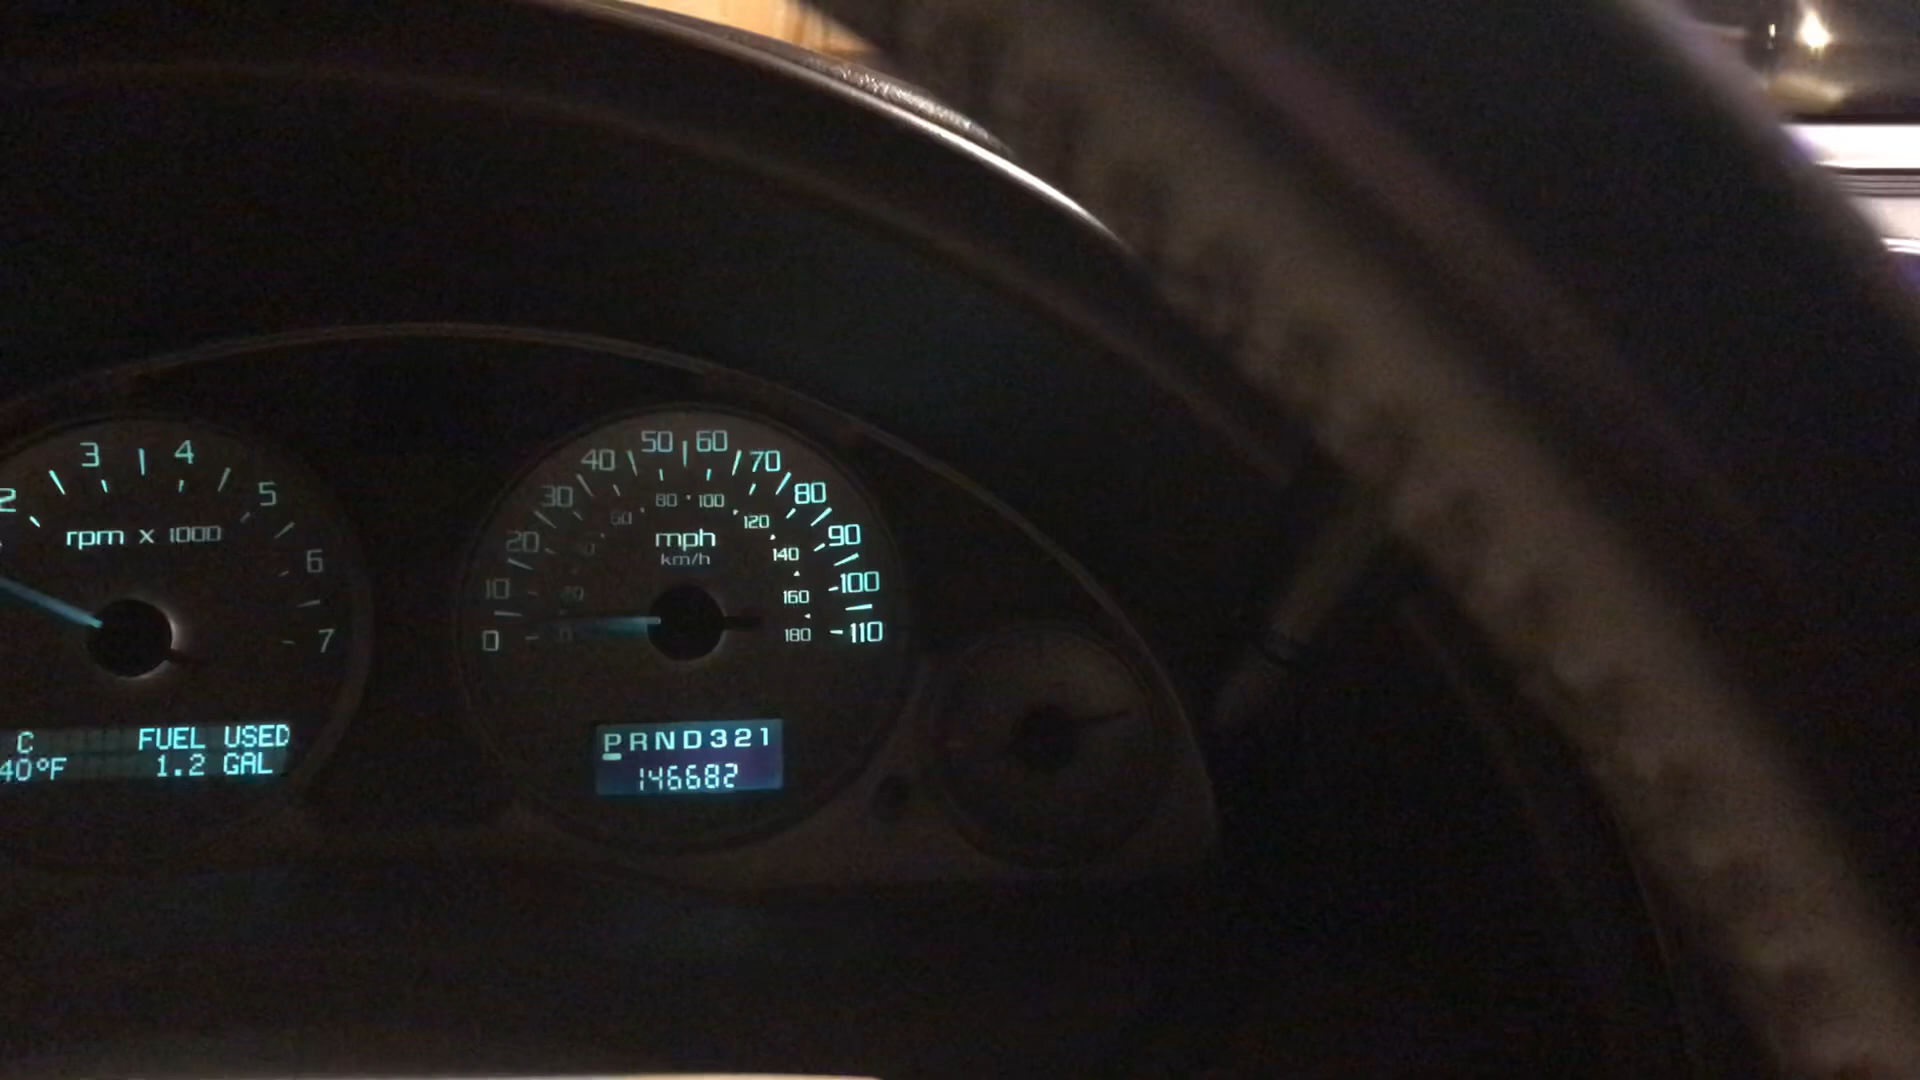 2 3 4 5 6 7
rpm x 1000
C FUEL USED
40°F 1.2 GAL
0 10 20 30 40 50 60 70 80 90 100 110
60 80 100 120 140 160 180
mph
km/h
PRND321
146682